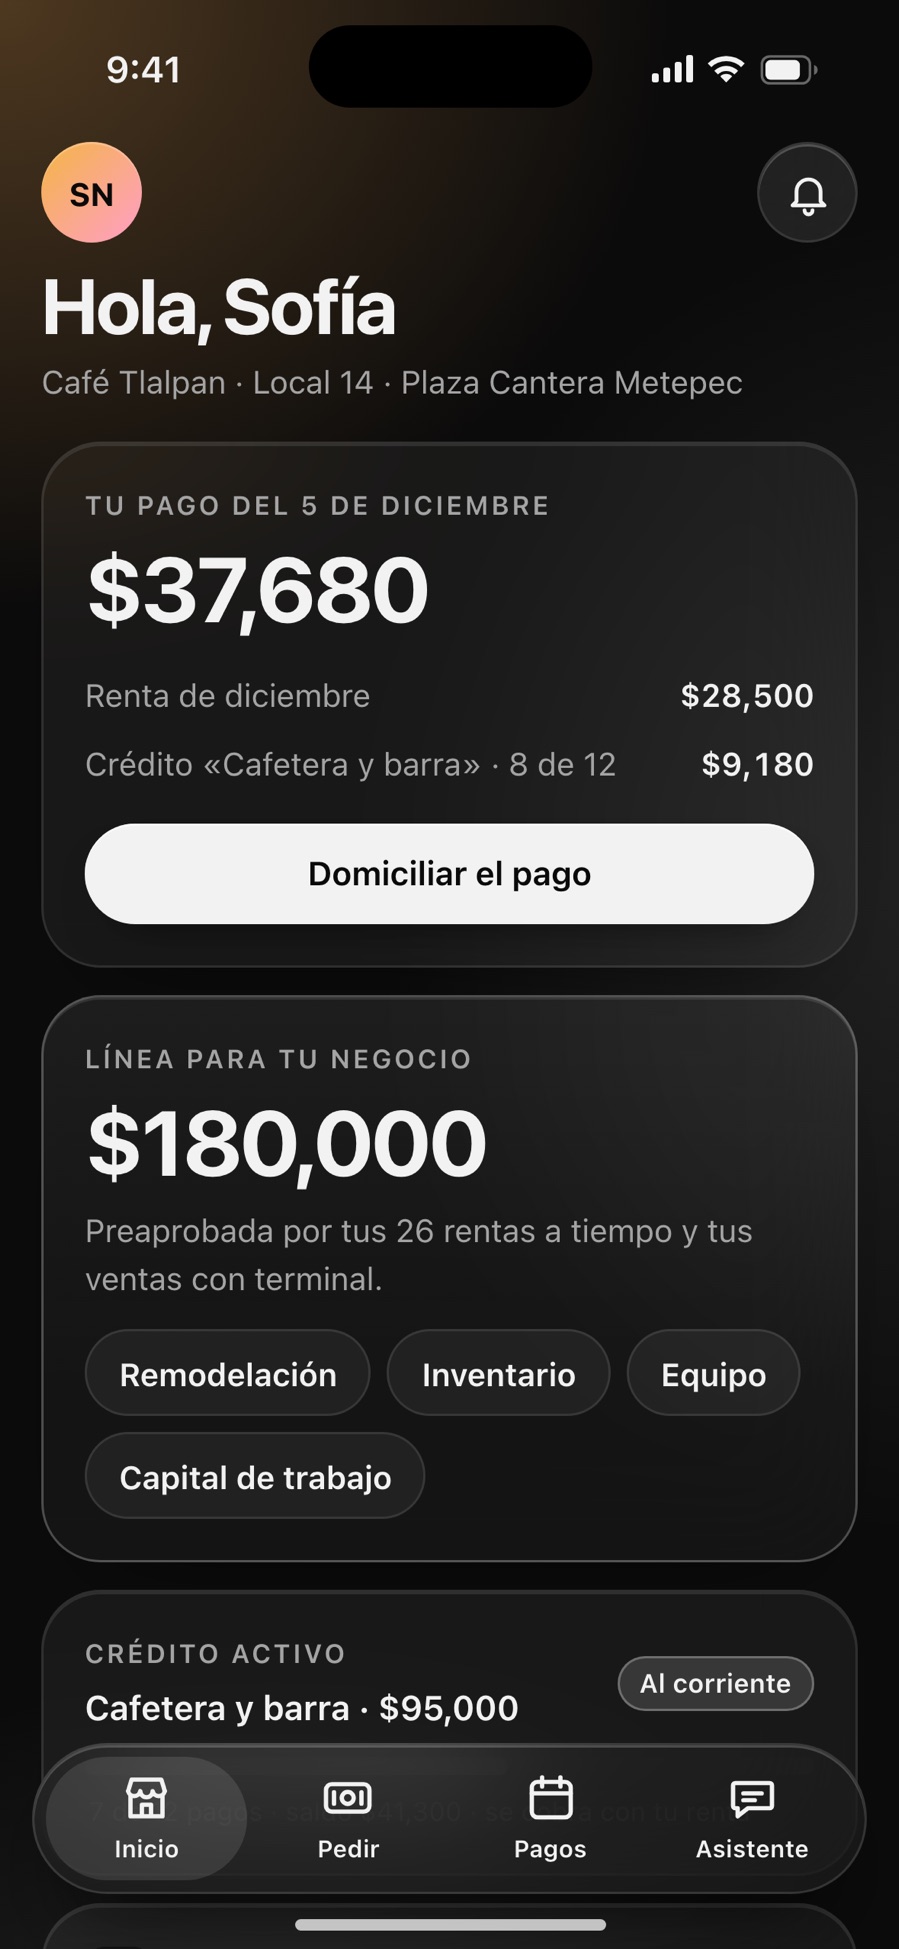 9:41
SN
Hola, Sofía
Café Tlalpan · Local 14 · Plaza Cantera Metepec
TU PAGO DEL 5 DE DICIEMBRE
$37,680
Renta de diciembre $28,500
Crédito «Cafetera y barra» · 8 de 12 $9,180
Domiciliar el pago
LÍNEA PARA TU NEGOCIO
$180,000
Preaprobada por tus 26 rentas a tiempo y tus
ventas con terminal.
Remodelación Inventario Equipo
Capital de trabajo
CRÉDITO ACTIVO
Al corriente
Cafetera y barra · $95,000
Inicio Pedir Pagos Asistente